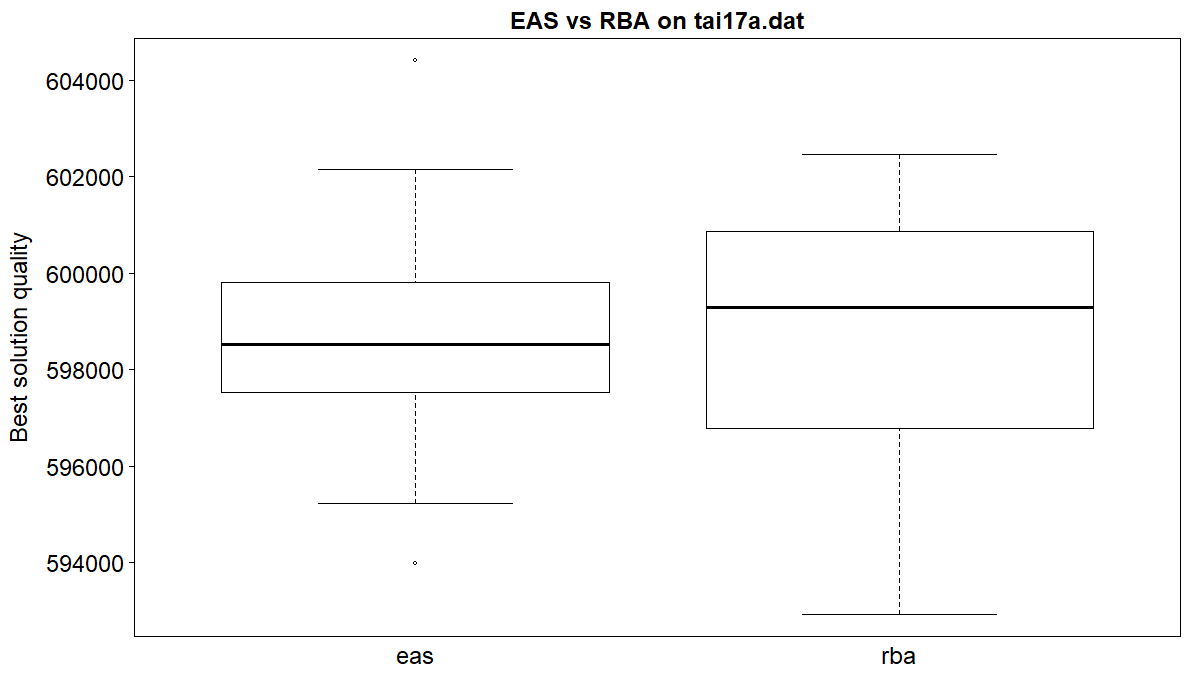 EAS vs RBA on tai17a.dat
Best solution quality
604000
602000
600000
598000
596000
594000
eas
rba